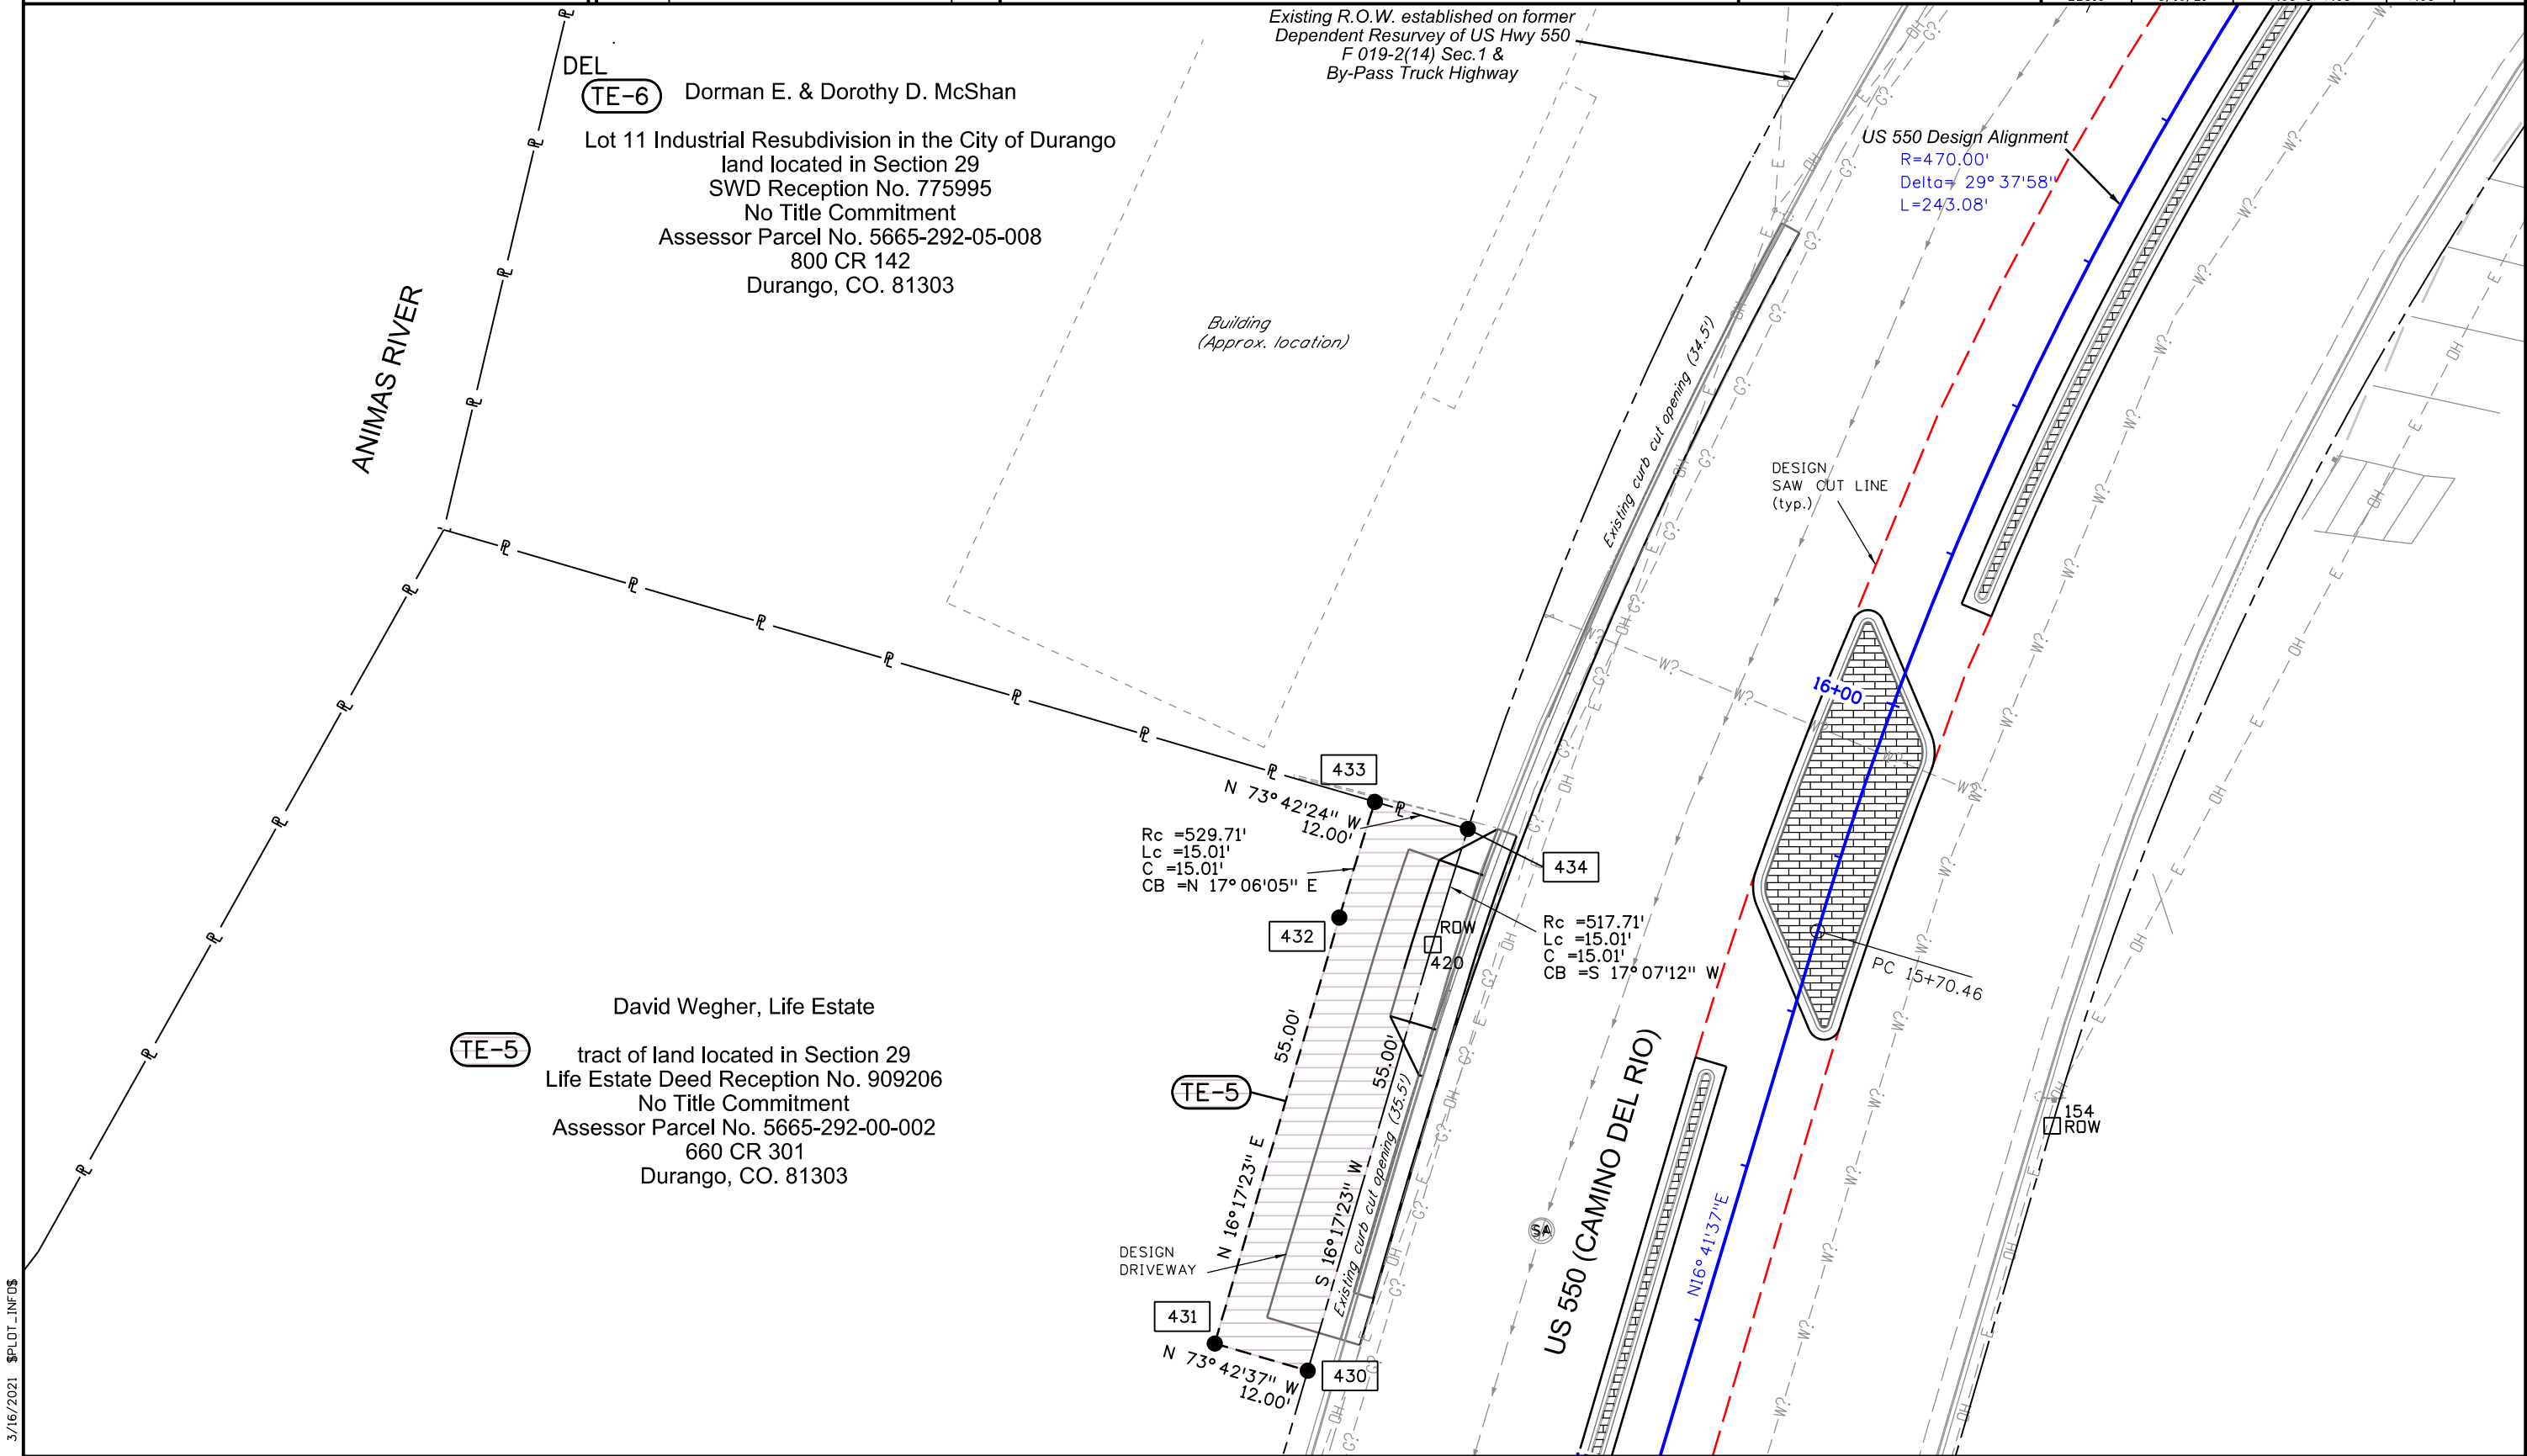 Existing R.O.W. established on former
Dependent Resurvey of US Hwy 550
F 019-2(14) Sec.1 &
By-Pass Truck Highway
DEL
TE-6
Dorman E. & Dorothy D. McShan
Lot 11 Industrial Resubdivision in the City of Durango
land located in Section 29
SWD Reception No. 775995
No Title Commitment
Assessor Parcel No. 5665-292-05-008
800 CR 142
Durango, CO. 81303
US 550 Design Alignment
R=470.00'
Delta= 29° 37'58"
L=243.08'
ANIMAS RIVER
Building
(Approx. location)
Existing curb cut opening (34.5')
DESIGN
SAW CUT LINE
(typ.)
16+00
433
N 73° 42'24" W
12.00'
Rc =529.71'
Lc =15.01'
C =15.01'
CB =N 17° 06'05" E
434
432
ROW
420
Rc =517.71'
Lc =15.01'
C =15.01'
CB =S 17° 07'12" W
PC 15+70.46
David Wegher, Life Estate
TE-5
tract of land located in Section 29
Life Estate Deed Reception No. 909206
No Title Commitment
Assessor Parcel No. 5665-292-00-002
660 CR 301
Durango, CO. 81303
TE-5
55.00'
N 16° 17'23" E
55.00'
S 16° 17'23" W
Existing curb cut opening (35.5')
154
ROW
US 550 (CAMINO DEL RIO)
N16° 41'37"E
SA
DESIGN
DRIVEWAY
431
N 73° 42'37" W
12.00'
430
3/16/2021 $PLOT_INFO$